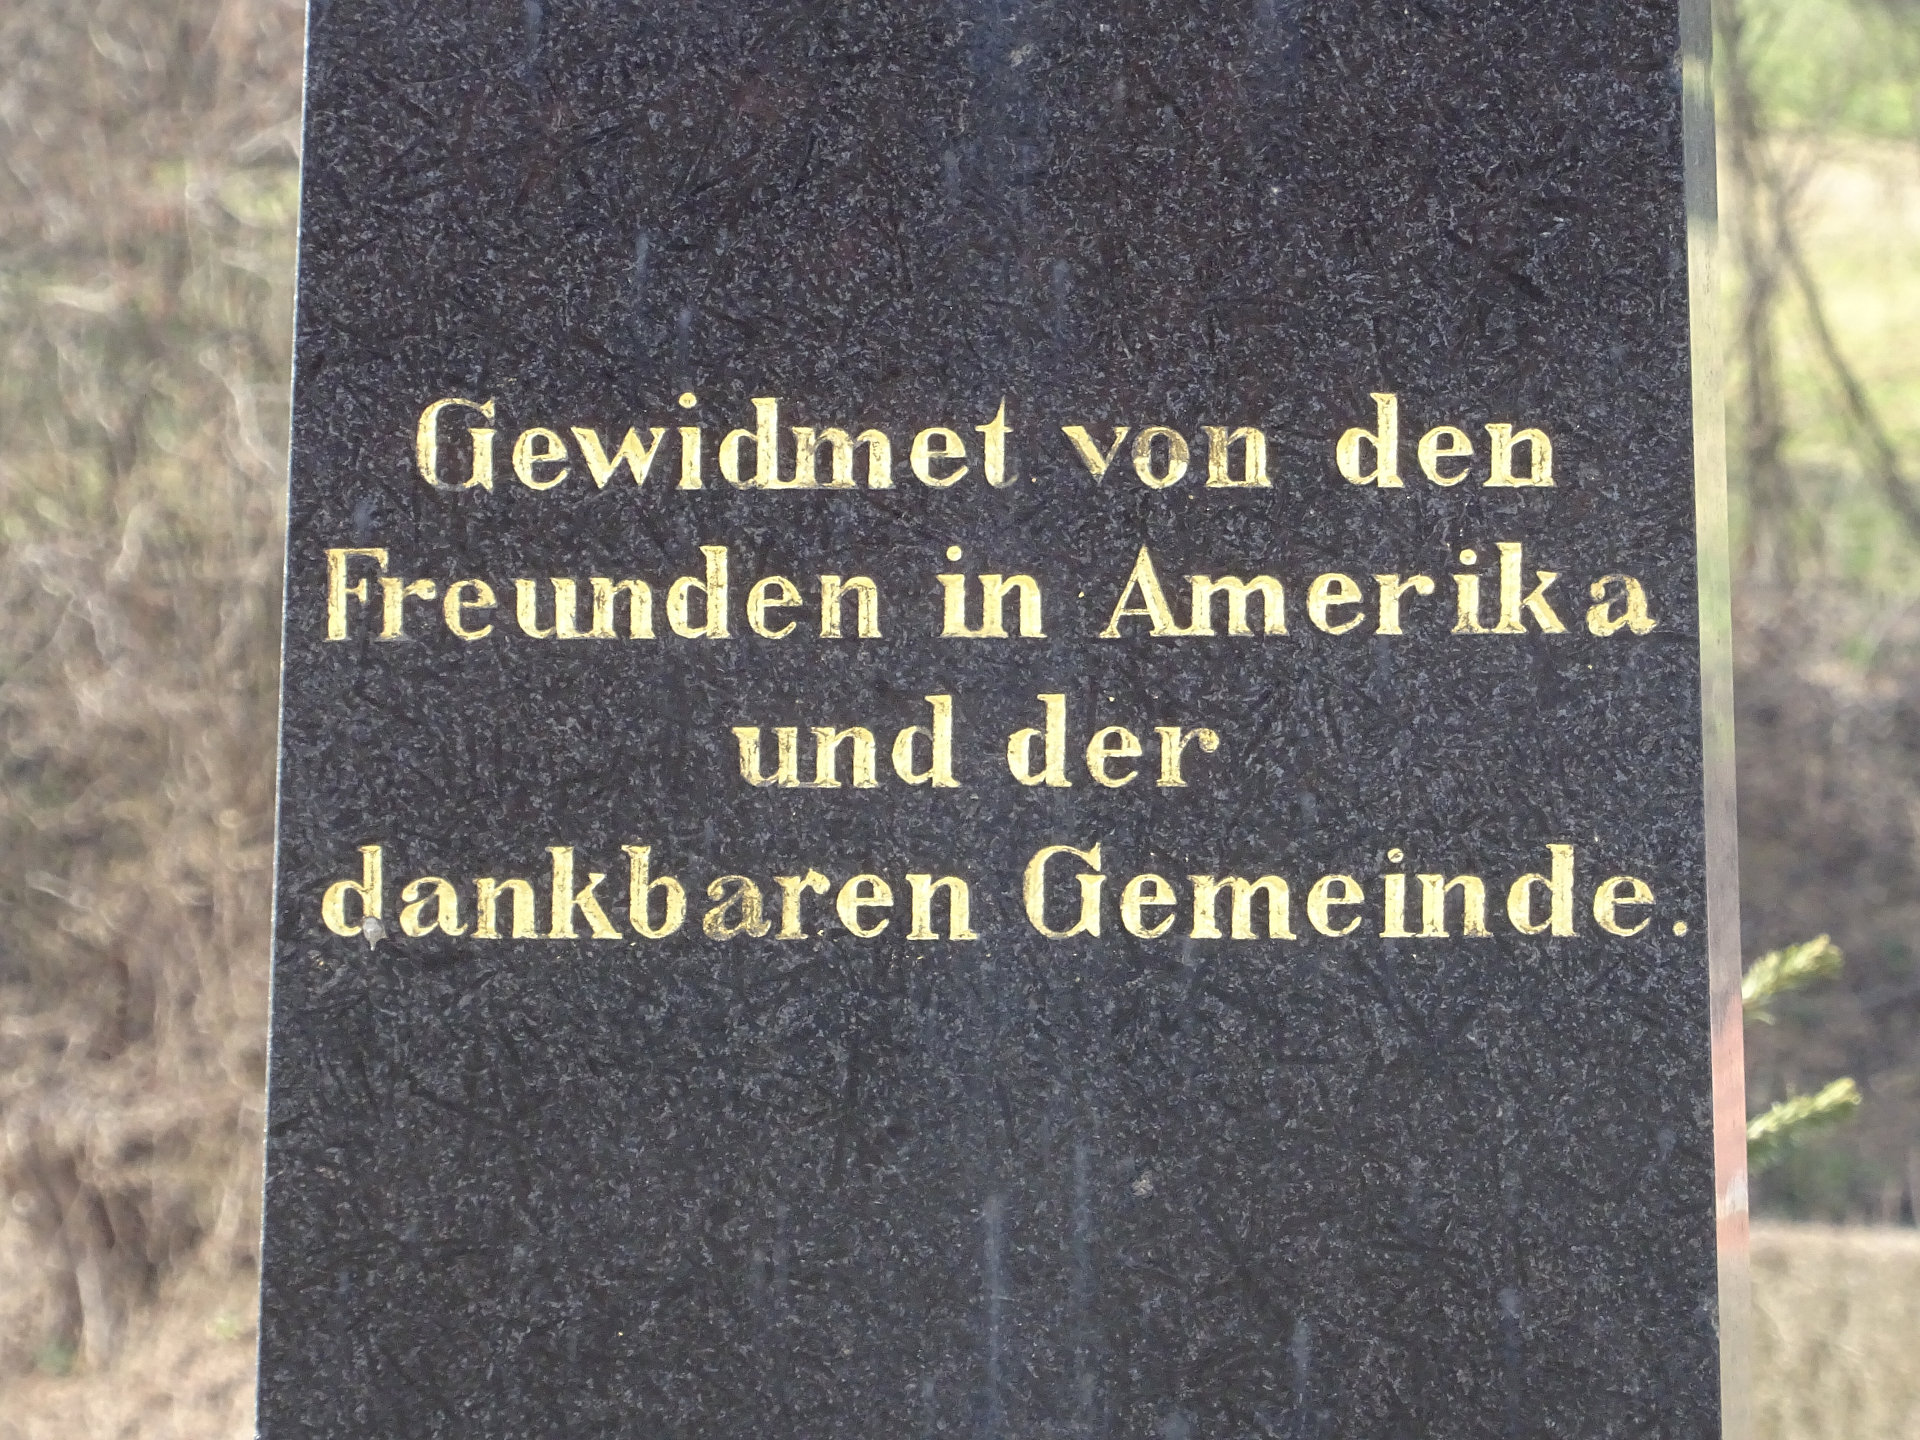 Gewidmet von den
Freunden in Amerika
und der
dankbaren Gemeinde.